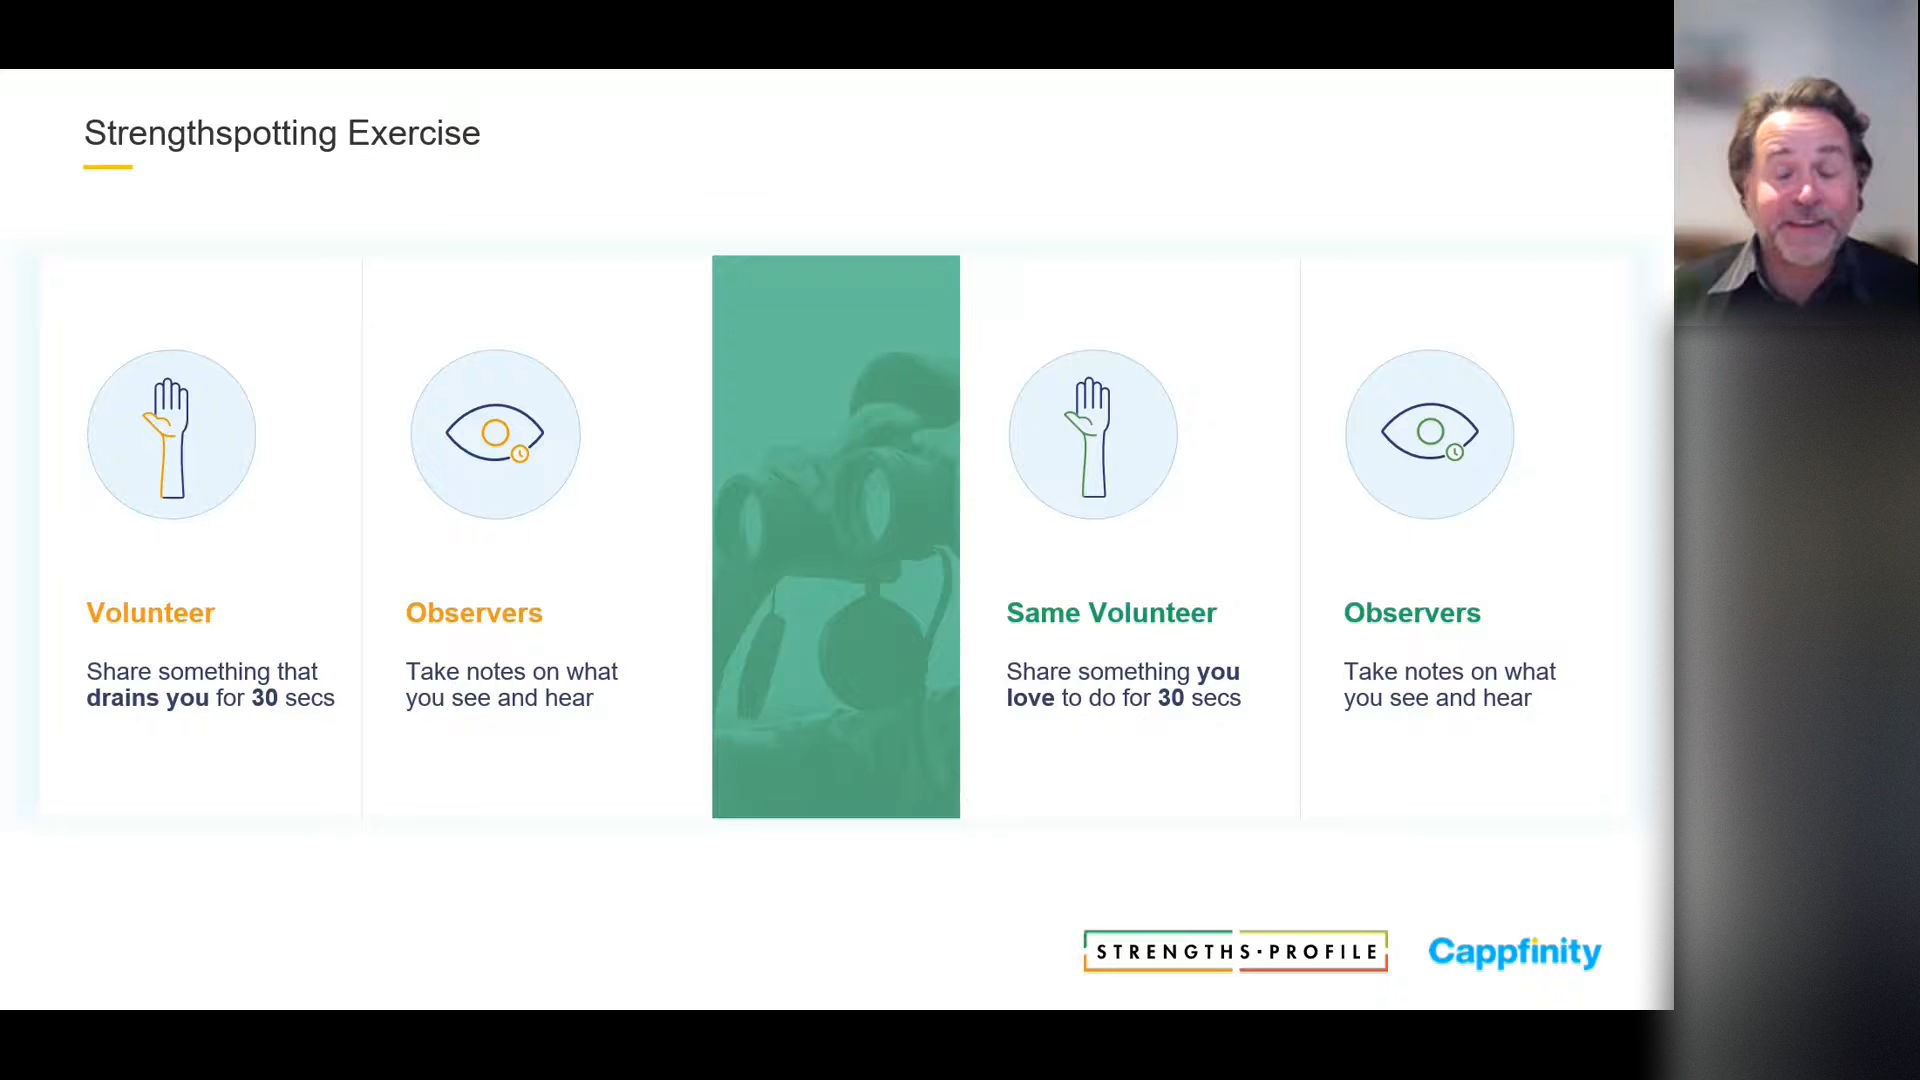 Strengthspotting Exercise
Volunteer
Share something that
drains you for 30 secs
Observers
Take notes on what
you see and hear
Same Volunteer
Share something you
love to do for 30 secs
Observers
Take notes on what
you see and hear
STRENGTHS·PROFILE
Cappfinity